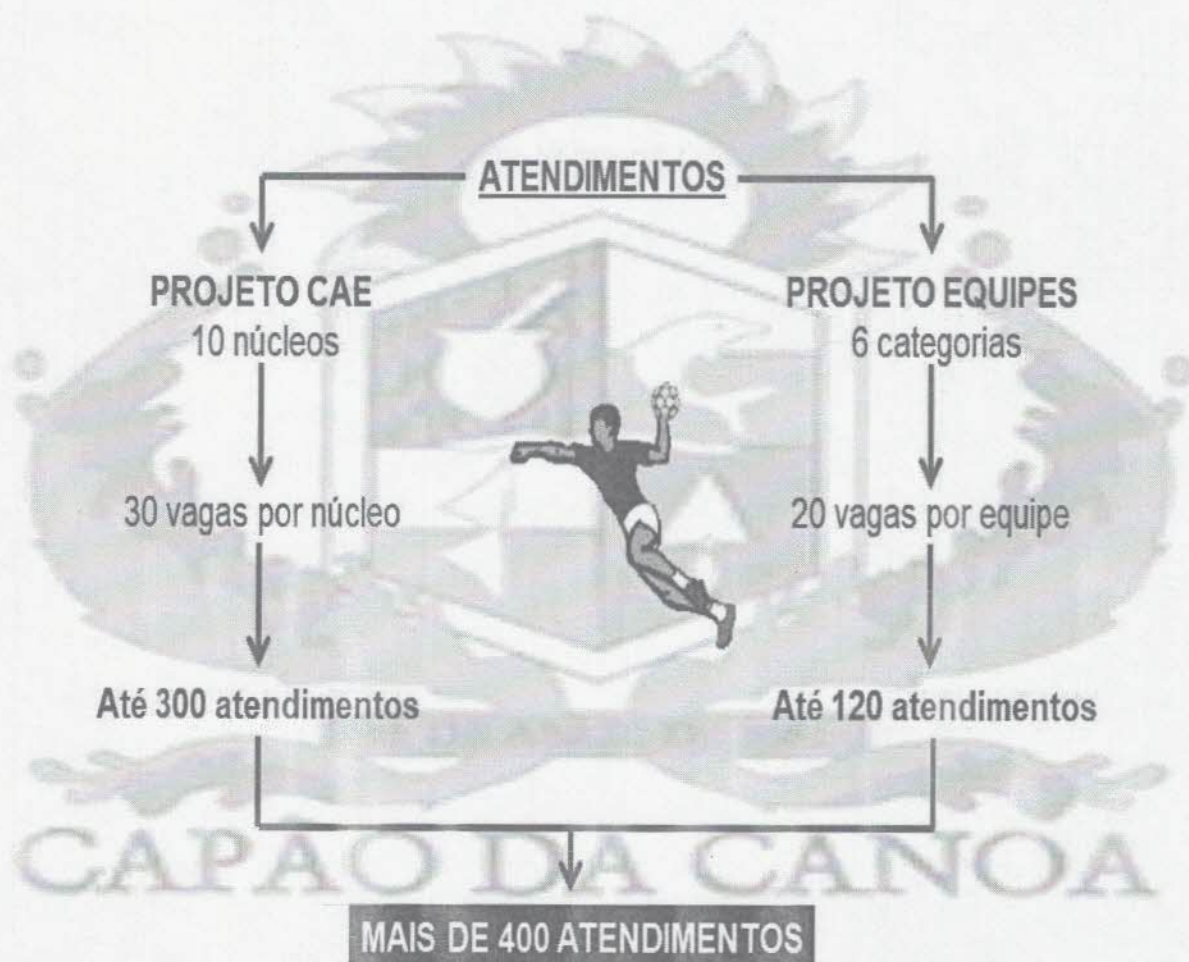 ATENDIMENTOS
PROJETO CAE
10 núcleos
30 vagas por núcleo
Até 300 atendimentos
PROJETO EQUIPES
6 categorias
20 vagas por equipe
Até 120 atendimentos
CAPÃO DA CANOA
MAIS DE 400 ATENDIMENTOS